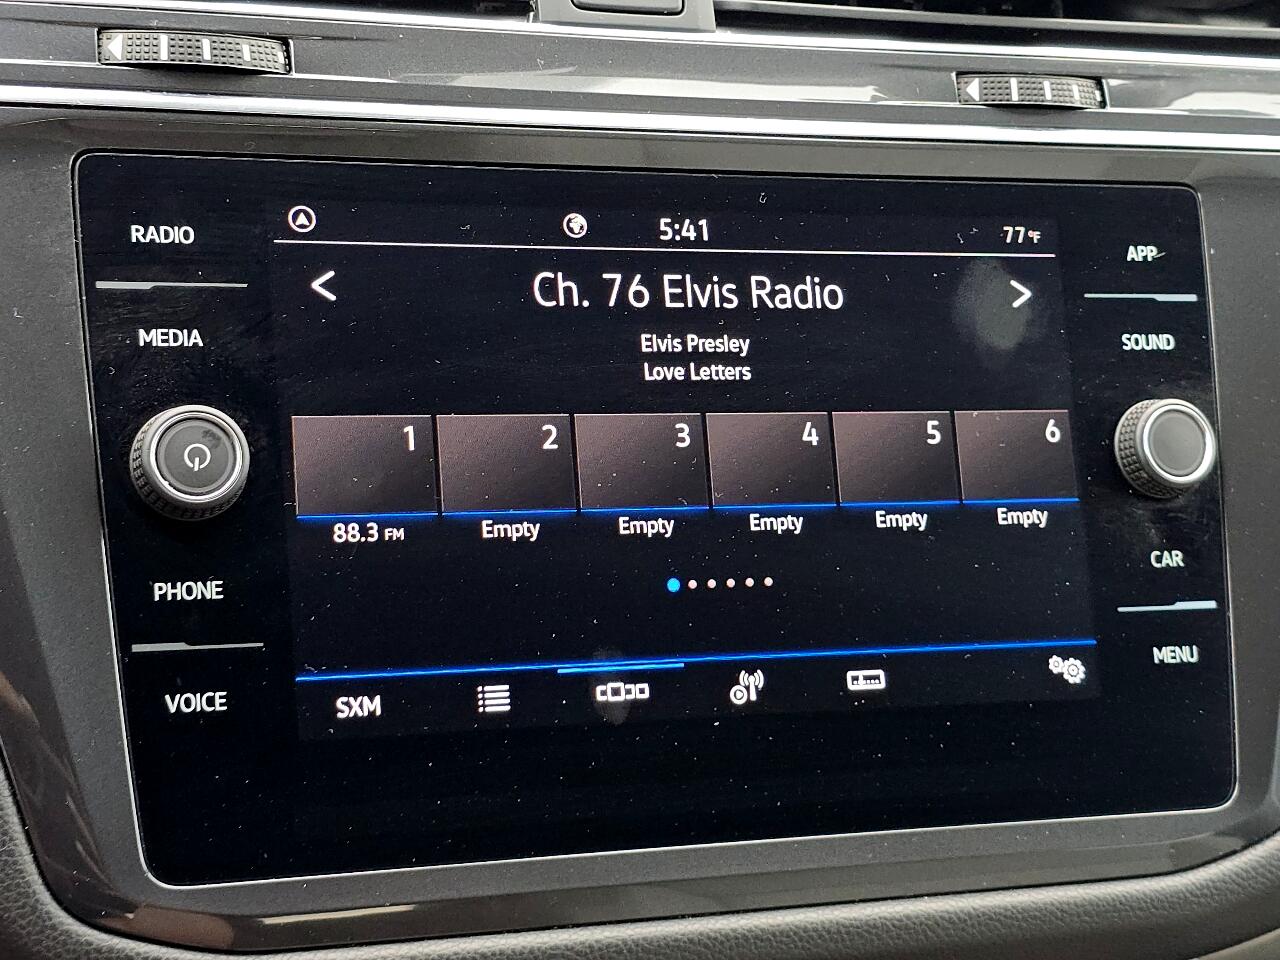 RADIO
MEDIA
PHONE
VOICE
5:41
77°F
Ch. 76 Elvis Radio
Elvis Presley
Love Letters
1
2
3
4
5
6
88.3 FM
Empty
Empty
Empty
Empty
Empty
SXM
APP
SOUND
CAR
MENU